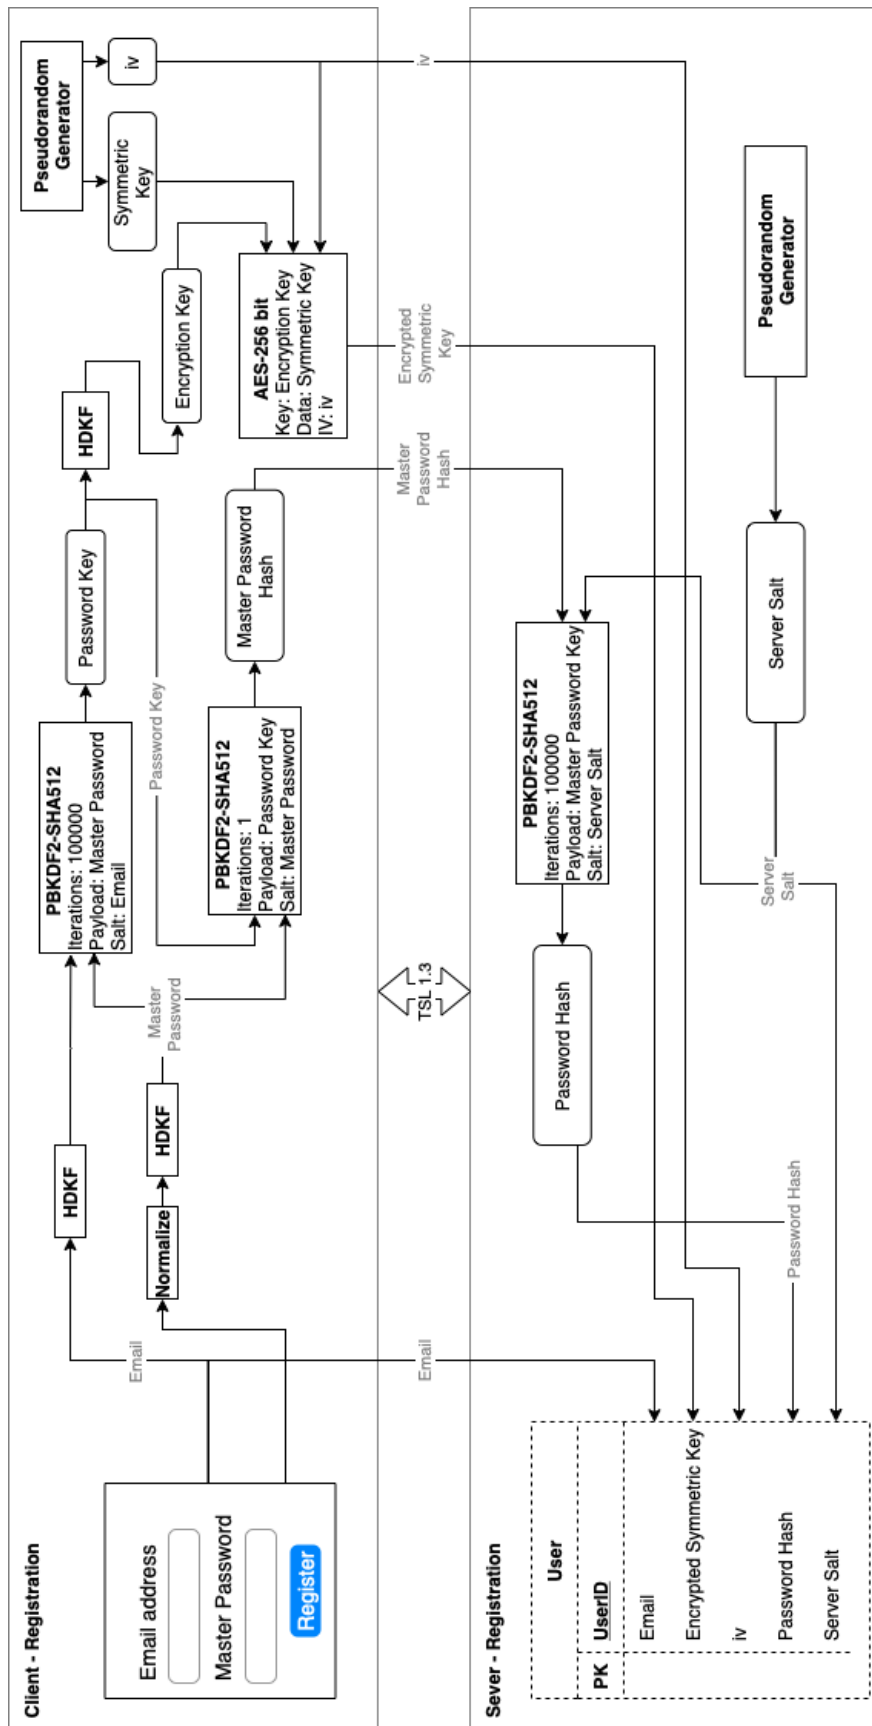 Client - Registration
Email address
Master Password
Register
Email
HDKF
Normalize
HDKF
Master
Password
PBKDF2-SHA512
Iterations: 100000
Payload: Master Password
Salt: Email
Password Key
Password Key
HDKF
Encryption Key
PBKDF2-SHA512
Iterations: 1
Payload: Password Key
Salt: Master Password
Master Password
Hash
AES-256 bit
Key: Encryption Key
Data: Symmetric Key
IV: iv
Symmetric
Key
iv
Pseudorandom
Generator
Email
TSL 1.3
Master
Password
Hash
Encrypted
Symmetric
Key
iv
Sever - Registration
User
PK
UserID
Email
Encrypted Symmetric Key
iv
Password Hash
Server Salt
Password Hash
Password Hash
PBKDF2-SHA512
Iterations: 100000
Payload: Master Password Key
Salt: Server Salt
Server
Salt
Server Salt
Pseudorandom
Generator